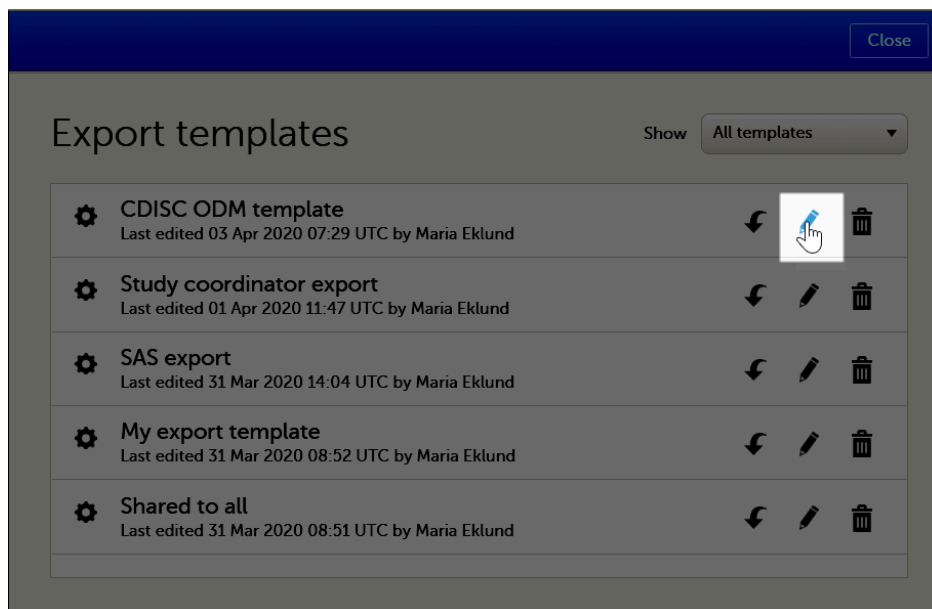 Close
Export templates
Show
All templates
CDISC ODM template
Last edited 03 Apr 2020 07:29 UTC by Maria Eklund
Study coordinator export
Last edited 01 Apr 2020 11:47 UTC by Maria Eklund
SAS export
Last edited 31 Mar 2020 14:04 UTC by Maria Eklund
My export template
Last edited 31 Mar 2020 08:52 UTC by Maria Eklund
Shared to all
Last edited 31 Mar 2020 08:51 UTC by Maria Eklund